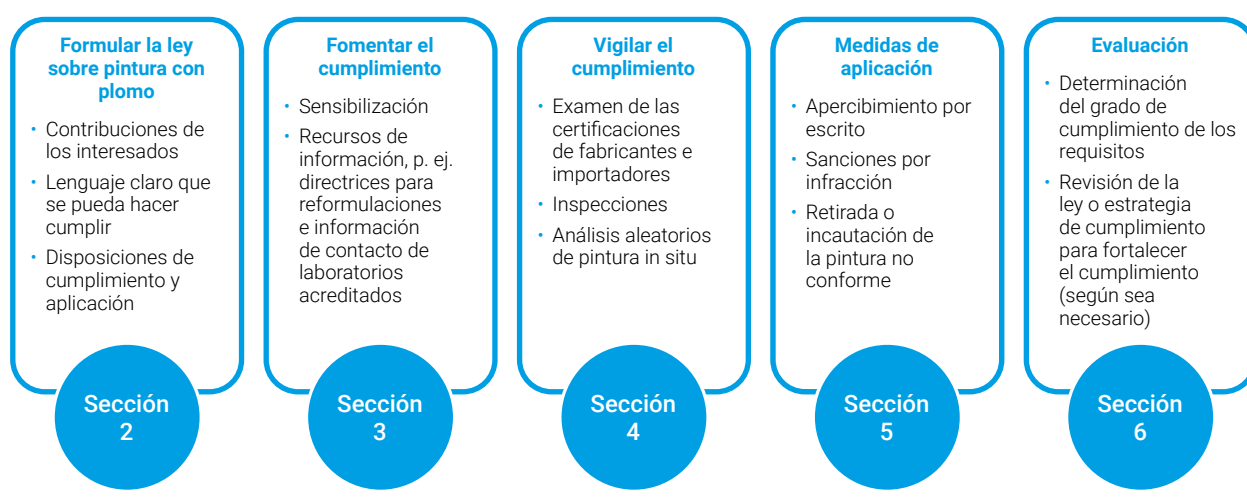 Formular la ley
sobre pintura con
plomo
• Contribuciones de
los interesados
• Lenguaje claro que
se pueda hacer
cumplir
• Disposiciones de
cumplimiento y
aplicación
Sección
2
Fomentar el
cumplimiento
• Sensibilización
• Recursos de
información, p. ej.
directrices para
reformulaciones
e información
de contacto de
laboratorios
acreditados
Sección
3
Vigilar el
cumplimiento
• Examen de las
certificaciones
de fabricantes e
importadores
• Inspecciones
• Análisis aleatorios
de pintura in situ
Sección
4
Medidas de
aplicación
• Apercibimiento por
escrito
• Sanciones por
infracción
• Retirada o
incautación de
la pintura no
conforme
Sección
5
Evaluación
• Determinación
del grado de
cumplimiento de los
requisitos
• Revisión de la
ley o estrategia
de cumplimiento
para fortalecer
el cumplimiento
(según sea
necesario)
Sección
6